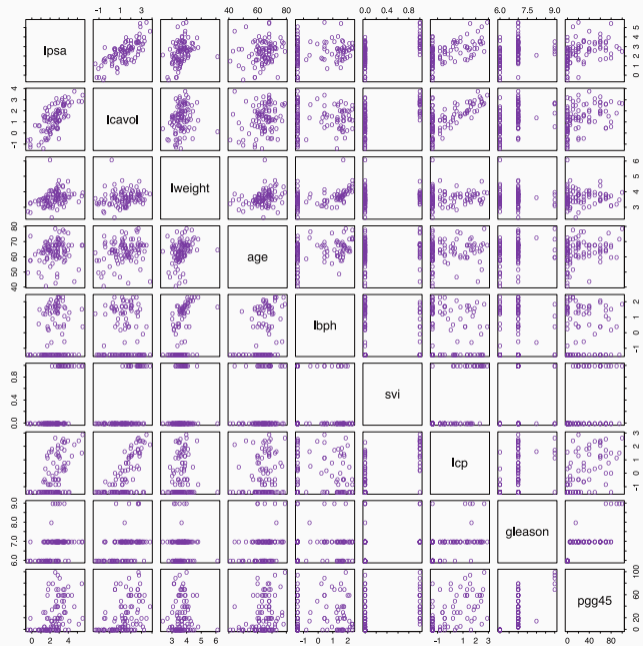 -1 1 3 40 60 80 0.0 0.4 0.8 6.0 7.0 8.0 9.0
lpsa 0 1 2 3 4 5
-1 0 1 2 3 4 lcavol
lweight 3 4 5 6
40 50 60 70 80 age
lbph -1 0 1 2
0.0 0.4 0.8 svi
lcp -1 0 1 2 3
6.0 7.0 8.0 9.0 gleason
pgg45 0 20 60 100
0 2 4 3 4 5 6 -1 0 1 2 -1 0 1 2 3 0 40 80